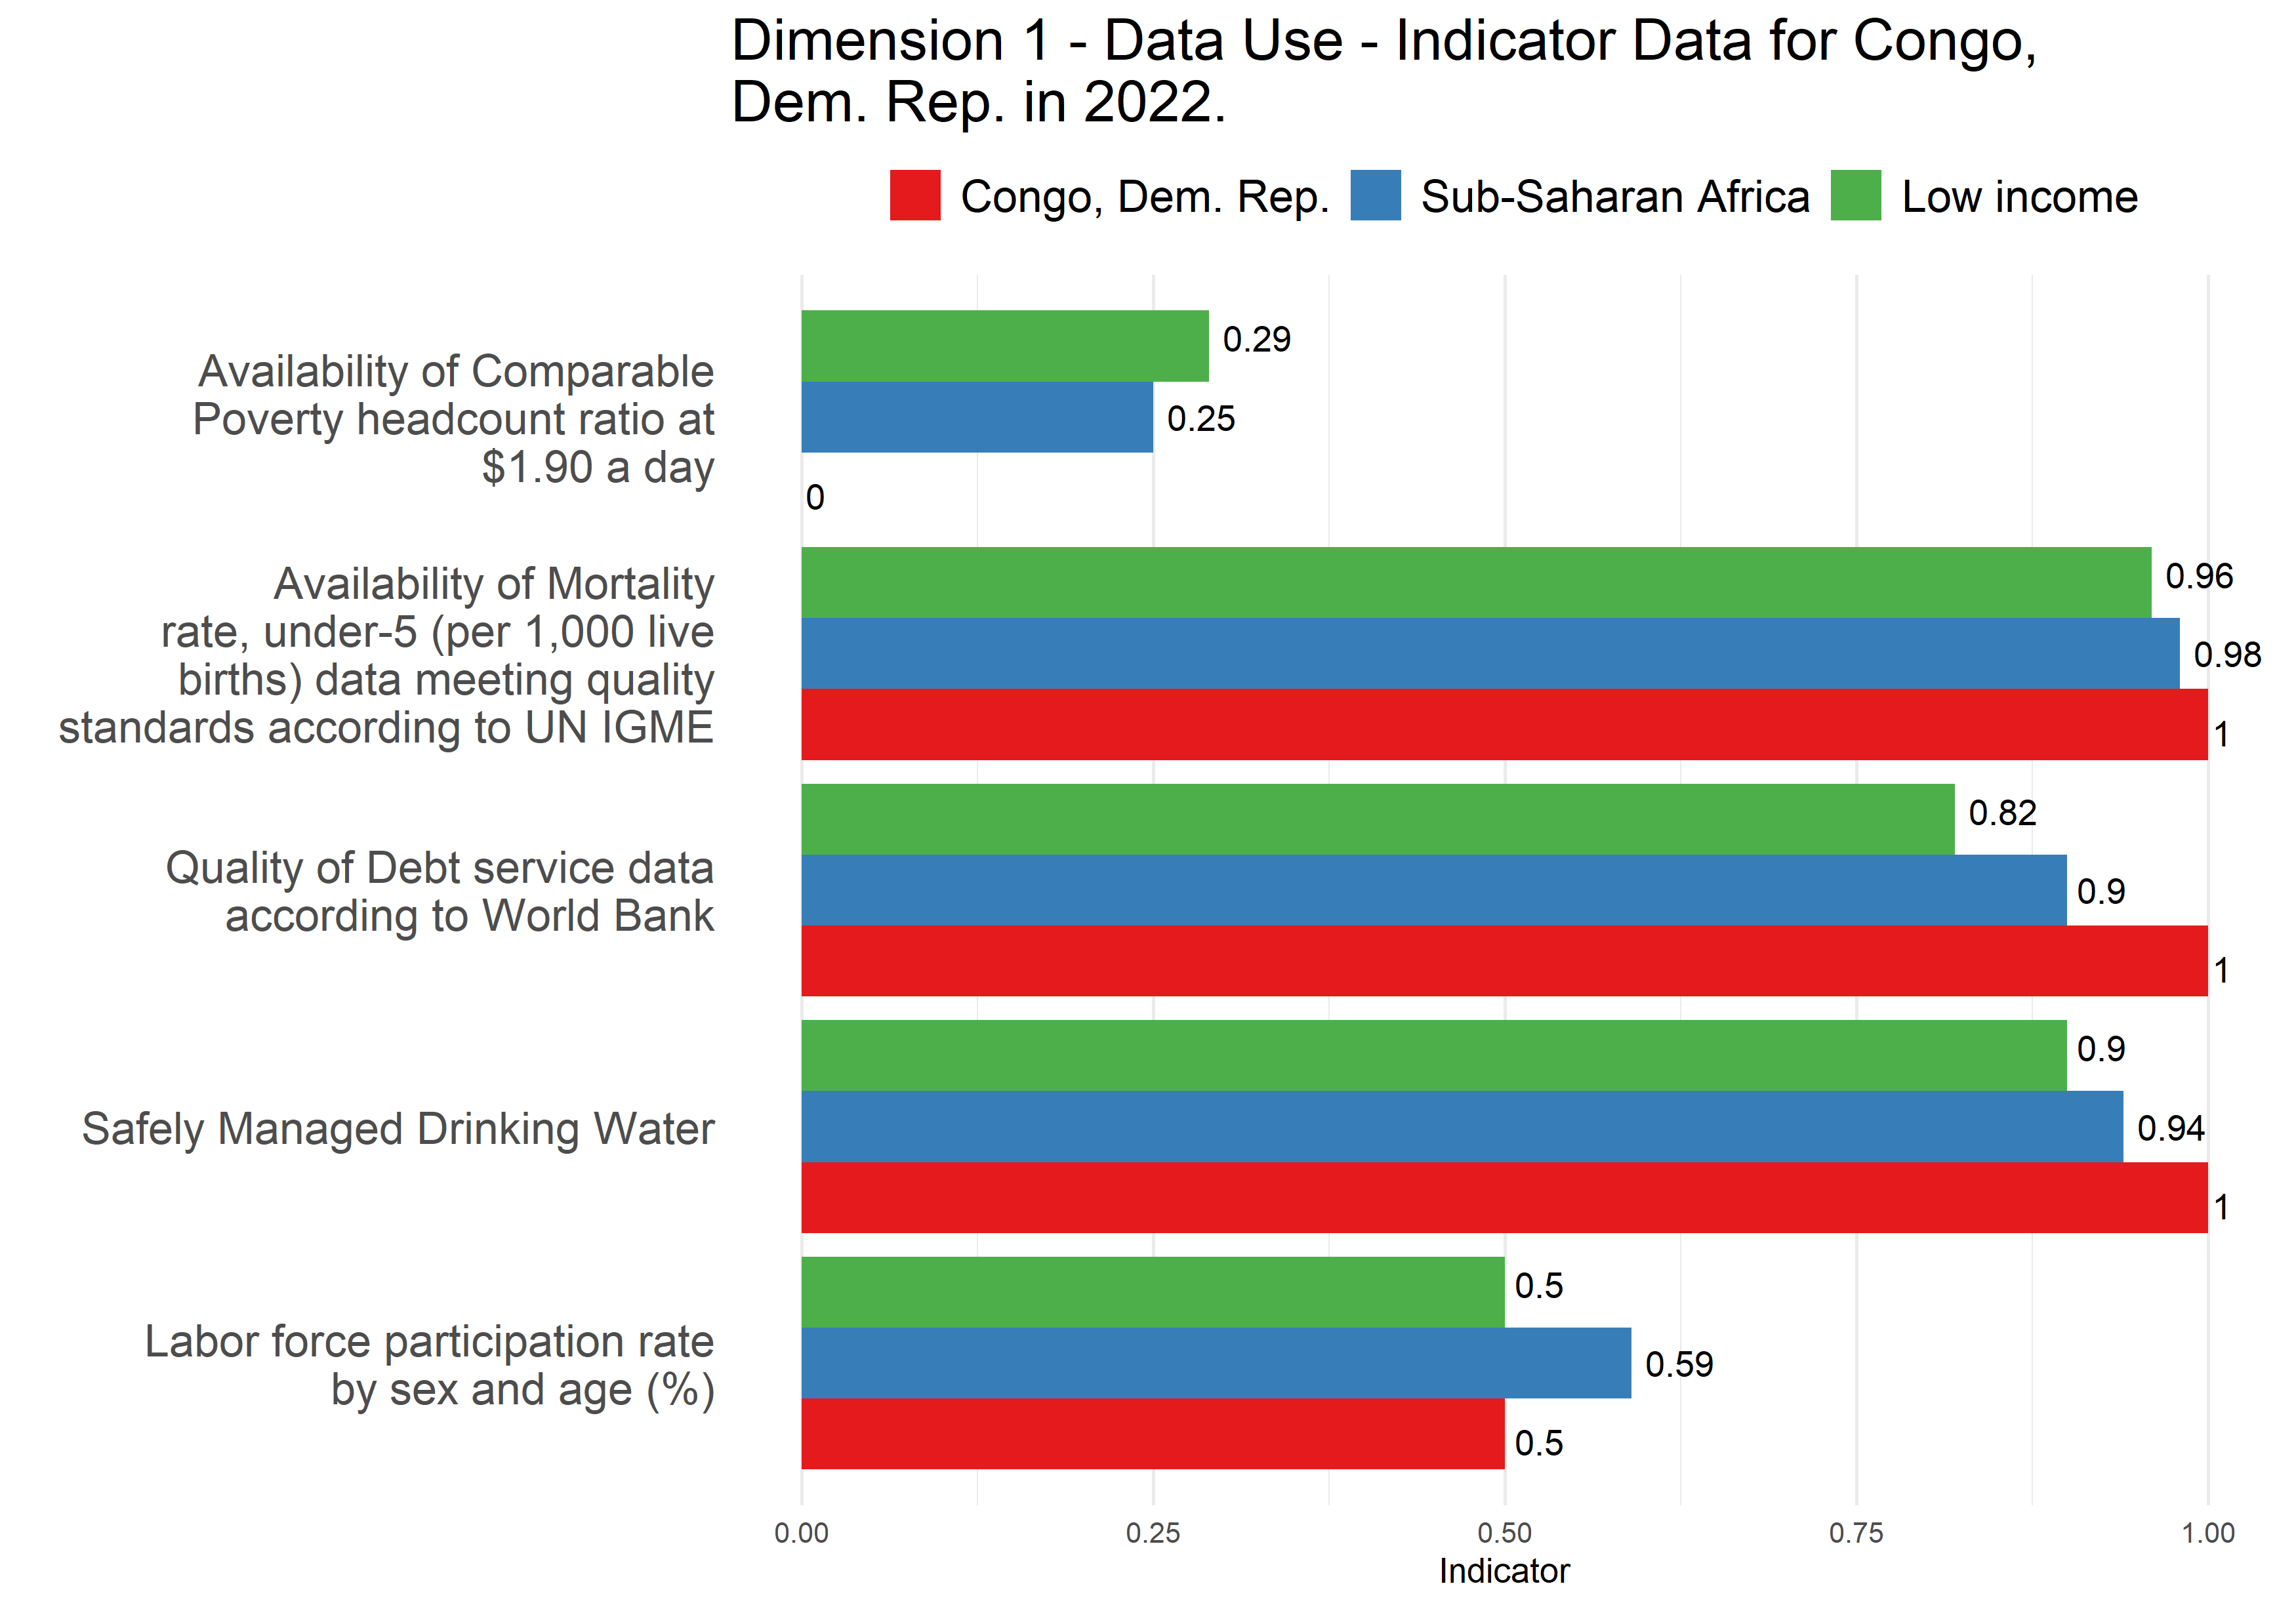 Dimension 1 - Data Use - Indicator Data for Congo,
Dem. Rep. in 2022.
Congo, Dem. Rep. Sub-Saharan Africa Low income
Availability of Comparable
Poverty headcount ratio at
$1.90 a day
0.29
0.25
0
Availability of Mortality
rate, under-5 (per 1,000 live
births) data meeting quality
standards according to UN IGME
0.96
0.98
1
Quality of Debt service data
according to World Bank
0.82
0.9
1
Safely Managed Drinking Water
0.9
0.94
1
Labor force participation rate
by sex and age (%)
0.5
0.59
0.5
0.00 0.25 0.50 0.75 1.00
Indicator